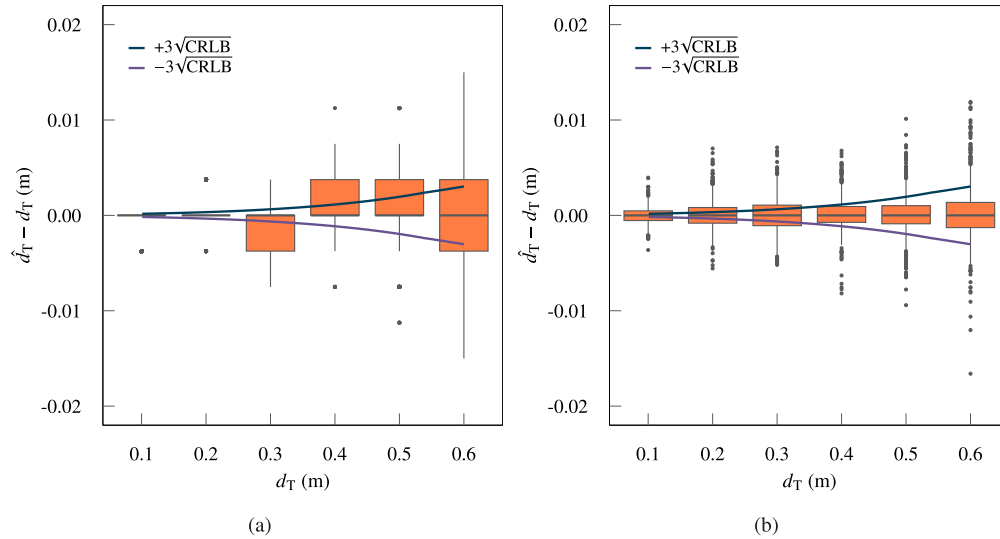 0.02
0.01
0.00
-0.01
-0.02
d̂T − dT (m)
+3√CRLB
−3√CRLB
0.1 0.2 0.3 0.4 0.5 0.6
dT (m)
(a)
0.02
0.01
0.00
-0.01
-0.02
d̂T − dT (m)
+3√CRLB
−3√CRLB
0.1 0.2 0.3 0.4 0.5 0.6
dT (m)
(b)